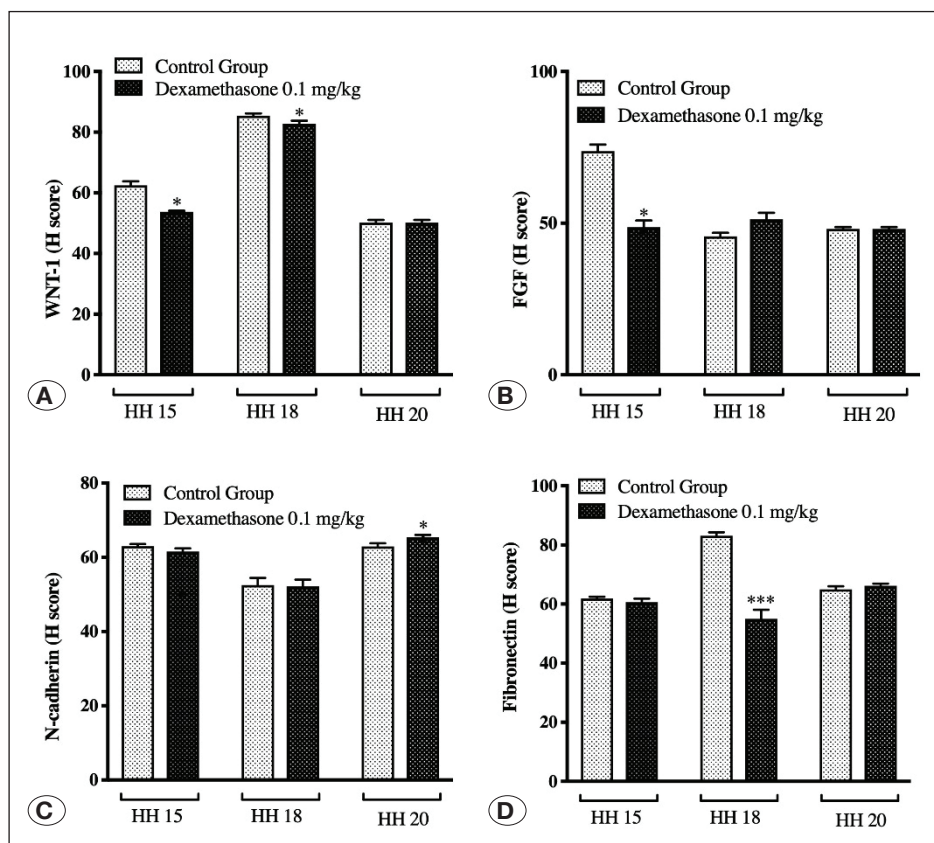 100
80
60
40
20
0
WNT-1 (H score)
Control Group
Dexamethasone 0.1 mg/kg
*
*
HH 15
HH 18
HH 20
A
100
50
0
FGF (H score)
Control Group
Dexamethasone 0.1 mg/kg
*
HH 15
HH 18
HH 20
B
80
60
40
20
0
N-cadherin (H score)
Control Group
Dexamethasone 0.1 mg/kg
*
HH 15
HH 18
HH 20
C
100
80
60
40
20
0
Fibronectin (H score)
Control Group
Dexamethasone 0.1 mg/kg
***
HH 15
HH 18
HH 20
D